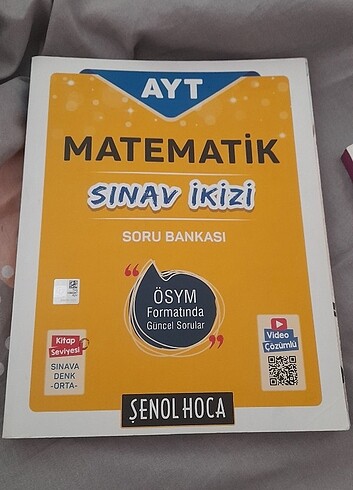 AYT
MATEMATİK
SINAV İKİZİ
SORU BANKASI
“
ÖSYM
Formatında
Güncel Sorular
”
Kitap
Seviyesi
SINAVA
DENK
-ORTA-
Video
Çözümlü
ŞENOL HOCA